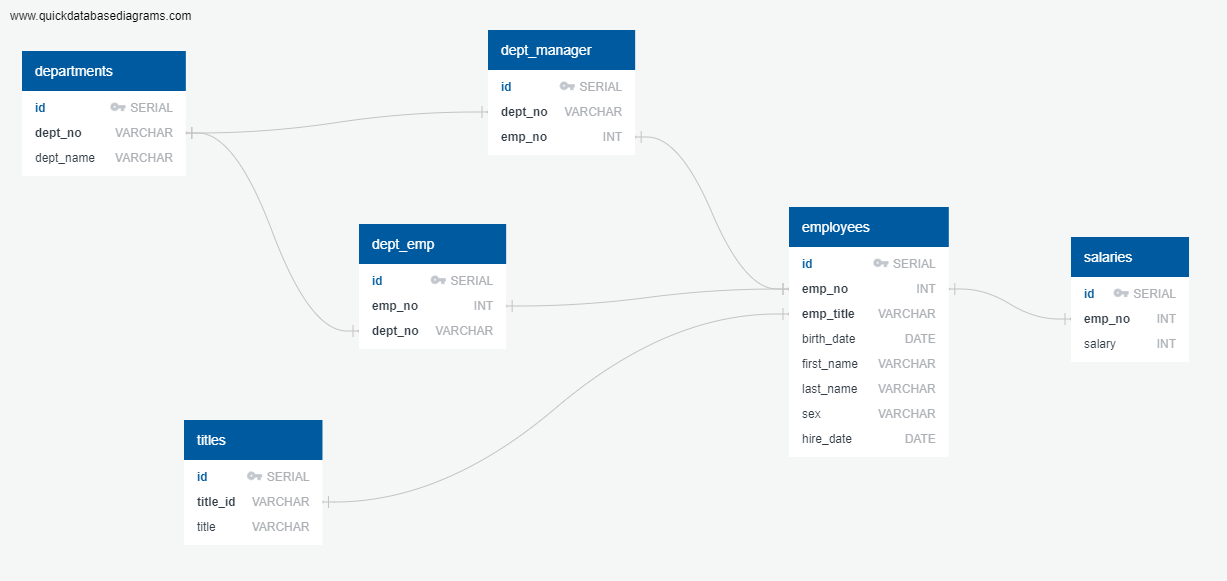 www.quickdatabasediagrams.com
departments
id SERIAL
dept_no VARCHAR
dept_name VARCHAR
dept_manager
id SERIAL
dept_no VARCHAR
emp_no INT
dept_emp
id SERIAL
emp_no INT
dept_no VARCHAR
employees
id SERIAL
emp_no INT
emp_title VARCHAR
birth_date DATE
first_name VARCHAR
last_name VARCHAR
sex VARCHAR
hire_date DATE
salaries
id SERIAL
emp_no INT
salary INT
titles
id SERIAL
title_id VARCHAR
title VARCHAR